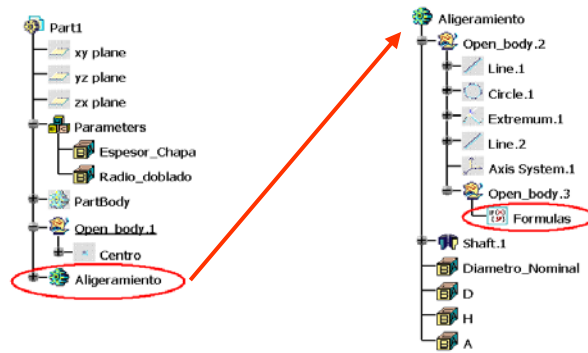 Part1
xy plane
yz plane
zx plane
Parameters
Espesor_Chapa
Radio_doblado
PartBody
Open_body.1
Centro
Aligeramiento
Aligeramiento
Open_body.2
Line.1
Circle.1
Extremum.1
Line.2
Axis System.1
Open_body.3
Formulas
Shaft.1
Diametro_Nominal
D
H
A